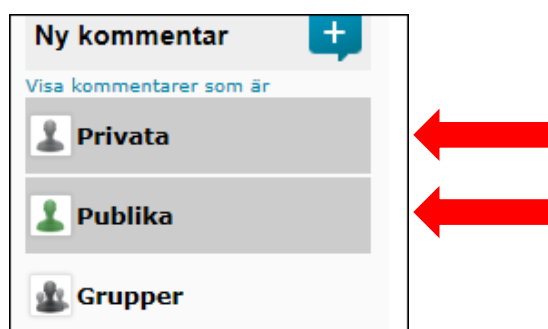 Ny kommentar
Visa kommentarer som är
Privata
Publika
Grupper